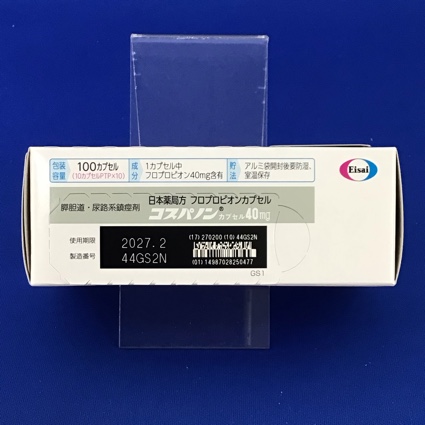 包装容量 100カプセル (10カプセルPTP×10)
成分 1カプセル中 フロプロピオン40mg含有
貯法 アルミ袋開封後要防湿、室温保存
Eisai
膵胆道・尿路系鎮痙剤
日本薬局方 フロプロピオンカプセル
コスパノン®カプセル40mg
使用期限 2027.2
製造番号 44GS2N
(17) 270200 (10) 44GS2N
(01) 14987028250477
GS1